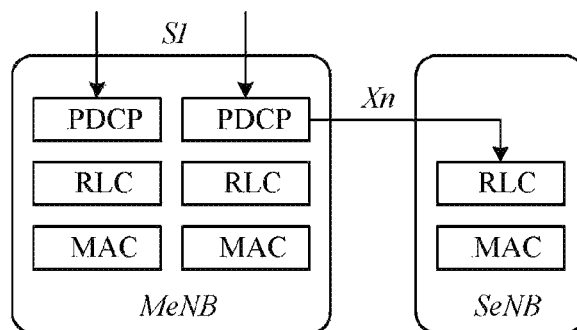 S1
Xn
PDCP PDCP
RLC RLC RLC
MAC MAC MAC
MeNB SeNB